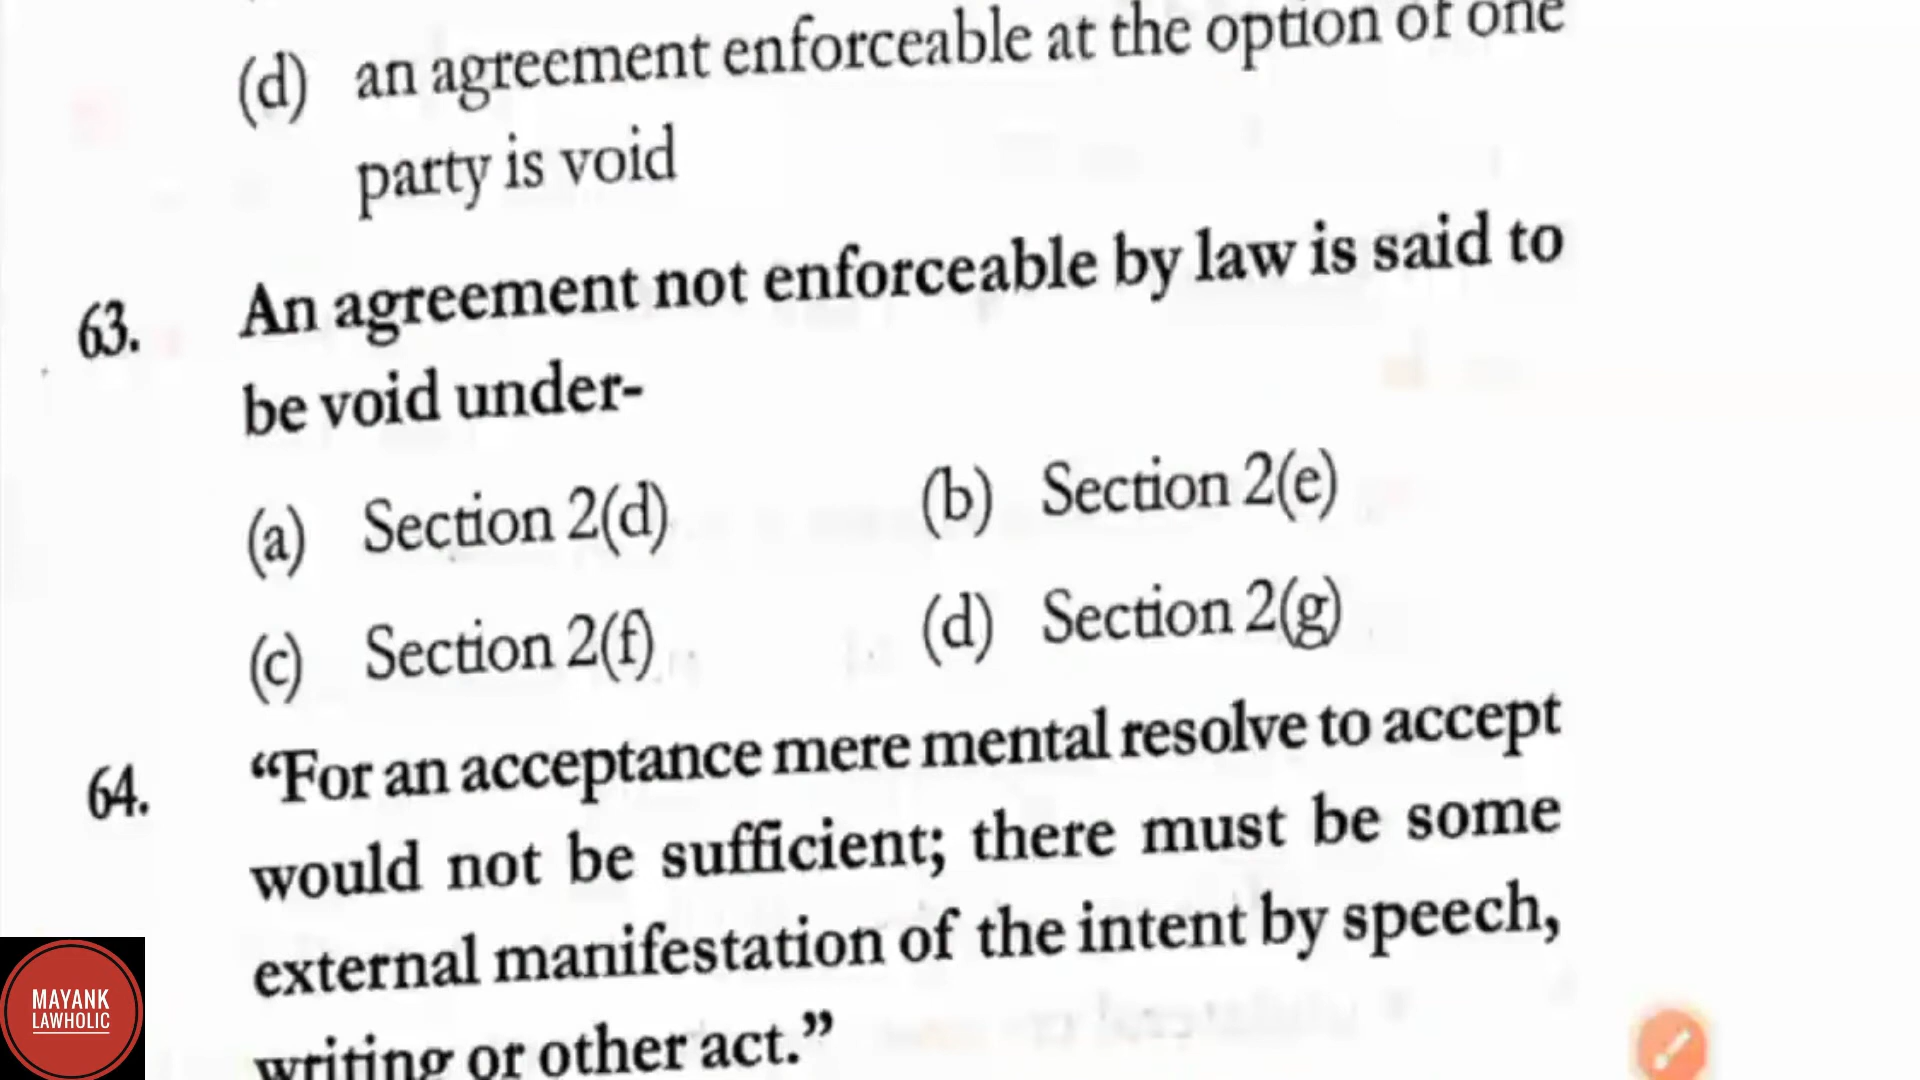 (d) an agreement enforceable at the option of one
party is void
63. An agreement not enforceable by law is said to
be void under-
(a) Section 2(d) (b) Section 2(e)
(c) Section 2(f) (d) Section 2(g)
64. “For an acceptance mere mental resolve to accept
would not be sufficient; there must be some
external manifestation of the intent by speech,
writing or other act.”
MAYANK
LAWHOLIC